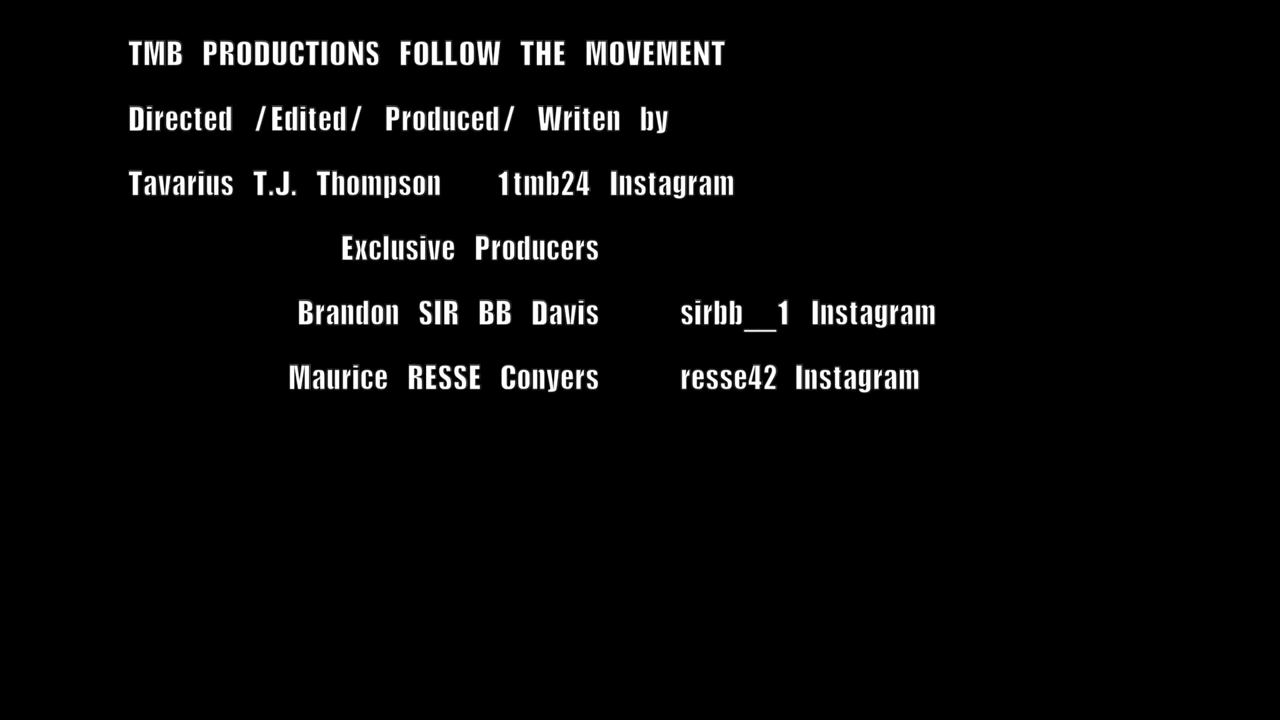 TMB PRODUCTIONS FOLLOW THE MOVEMENT
Directed /Edited/ Produced/ Writen by
Tavarius T.J. Thompson 1tmb24 Instagram
Exclusive Producers
Brandon SIR BB Davis sirbb__1 Instagram
Maurice RESSE Conyers resse42 Instagram